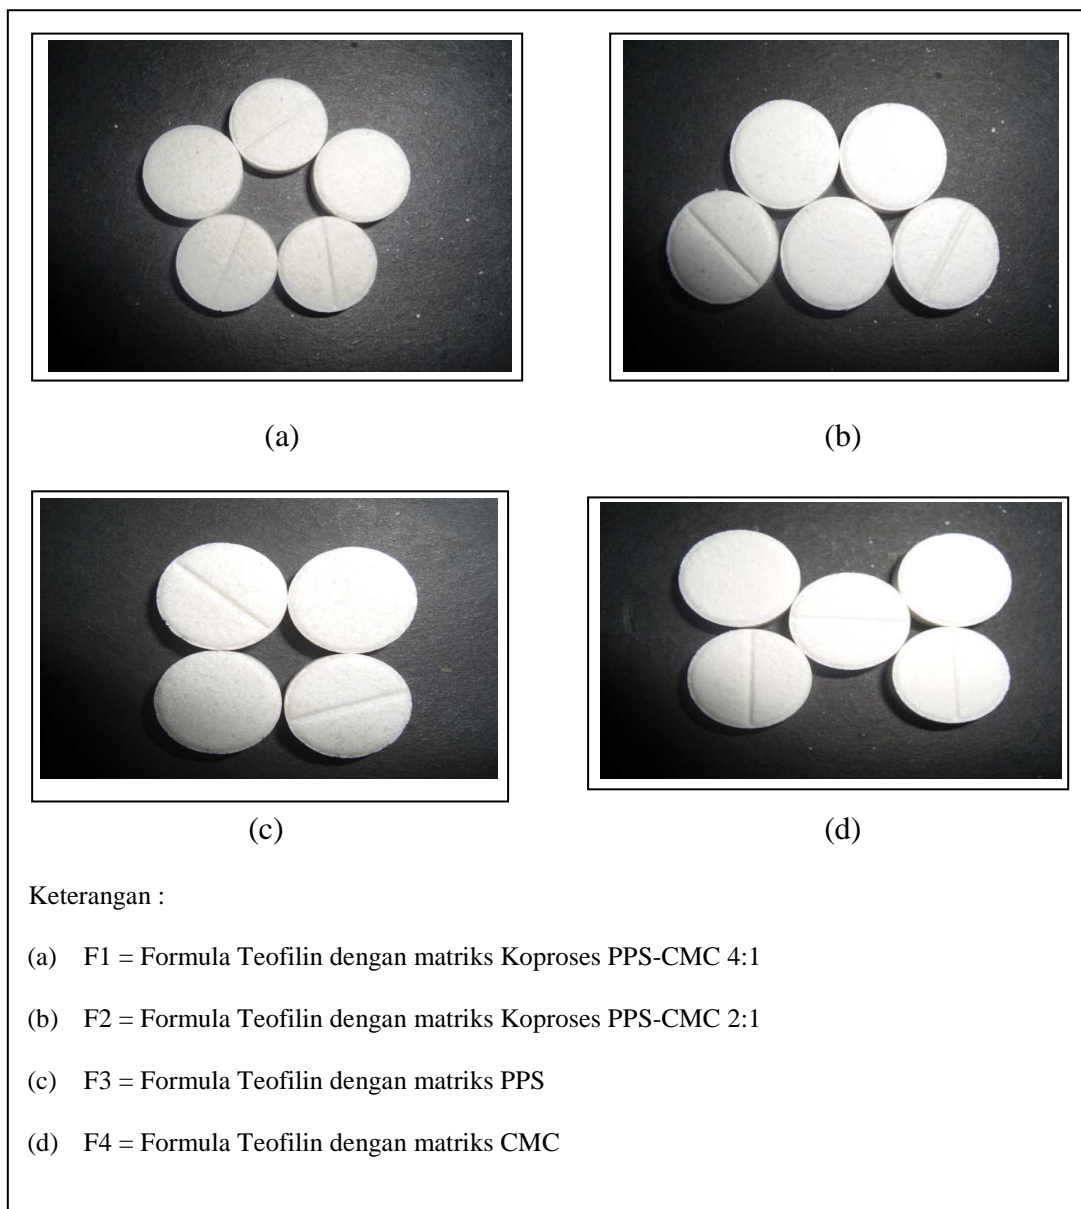 (a)
(b)
(c)
(d)
Keterangan :
(a) F1 = Formula Teofilin dengan matriks Koproses PPS-CMC 4:1
(b) F2 = Formula Teofilin dengan matriks Koproses PPS-CMC 2:1
(c) F3 = Formula Teofilin dengan matriks PPS
(d) F4 = Formula Teofilin dengan matriks CMC